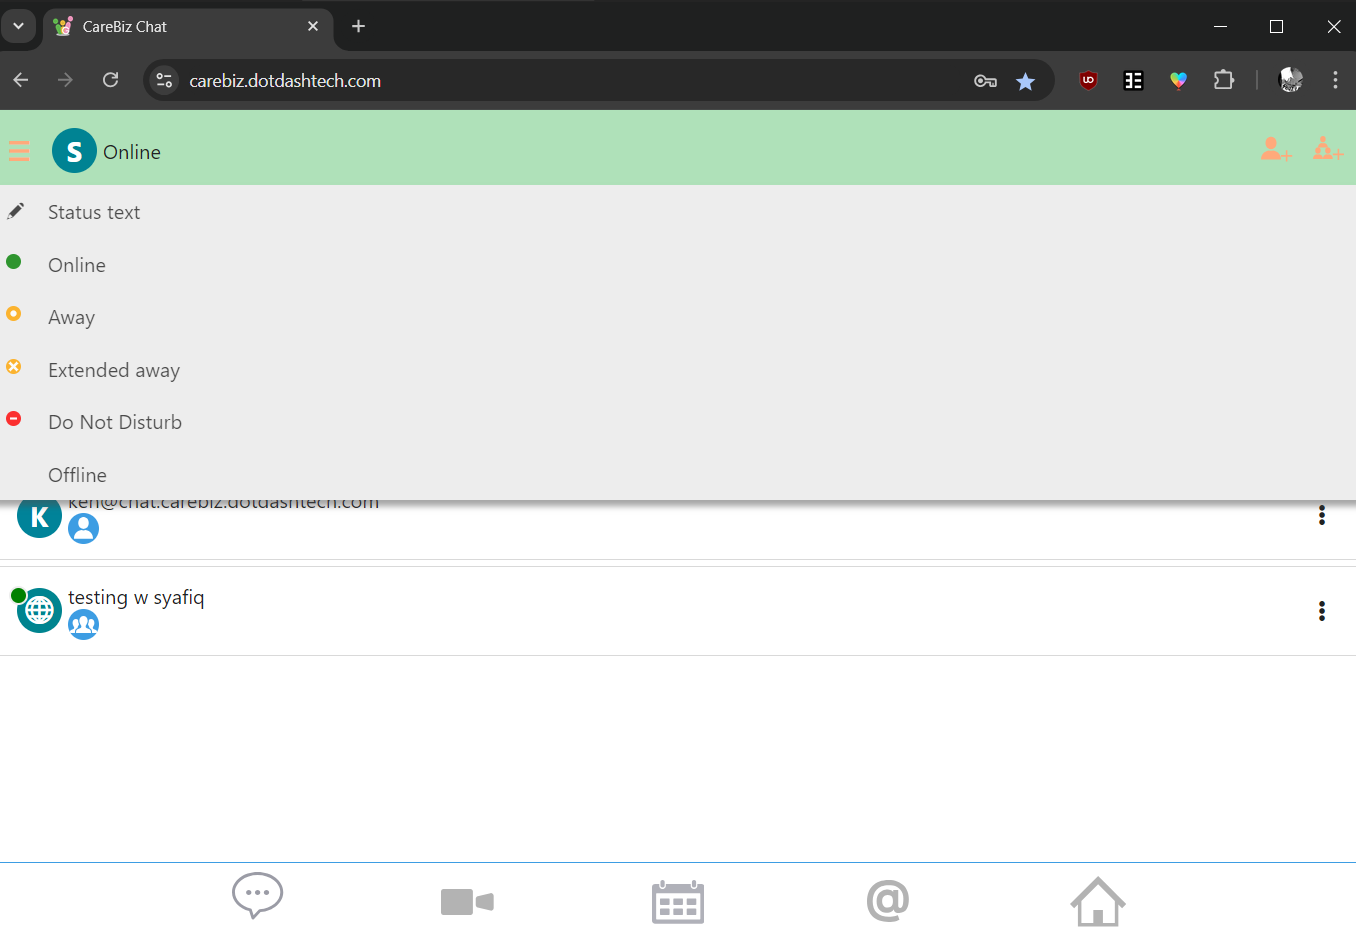 CareBiz Chat
carebiz.dotdashtech.com
S Online
Status text
Online
Away
Extended away
Do Not Disturb
Offline
K ken@chat.carebiz.dotdashtech.com
testing w syafiq
@